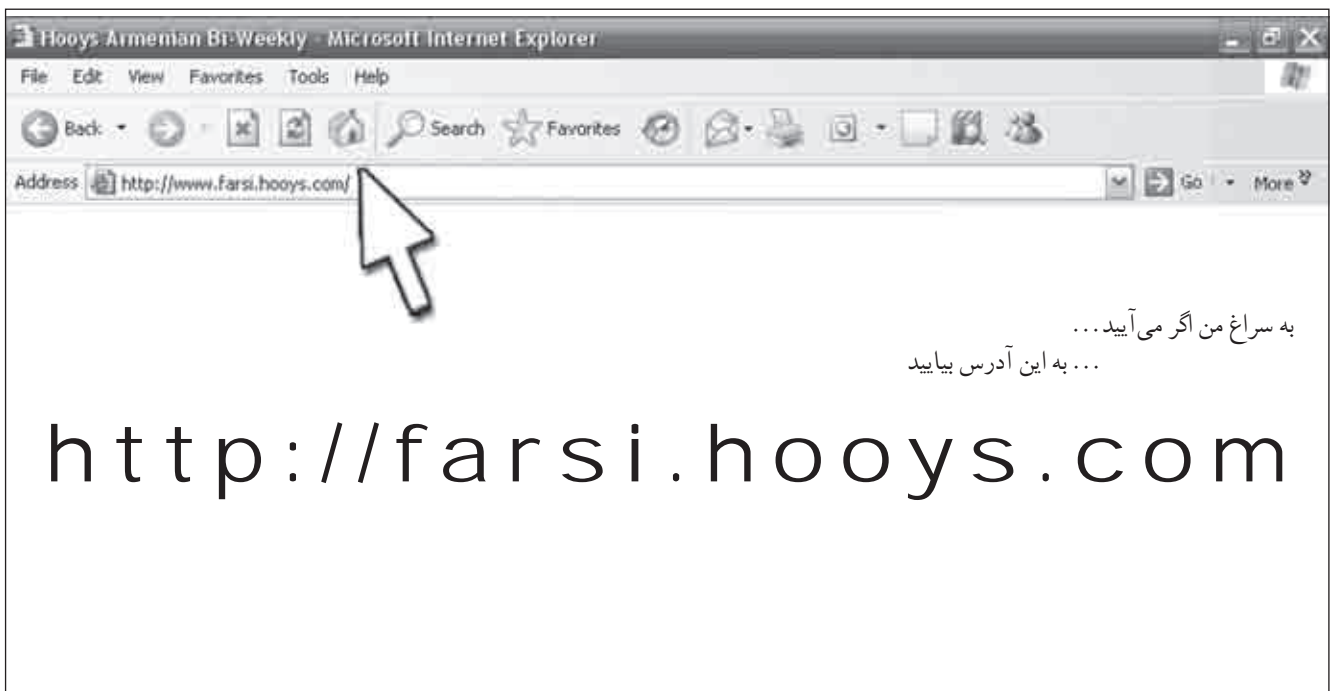 Hooys Armenian Bi-Weekly - Microsoft Internet Explorer
File Edit View Favorites Tools Help
Back Search Favorites
Address http://www.farsi.hooys.com/ Go More
به سراغ من اگر می‌آیید...
... به این آدرس بیایید
http://farsi.hooys.com